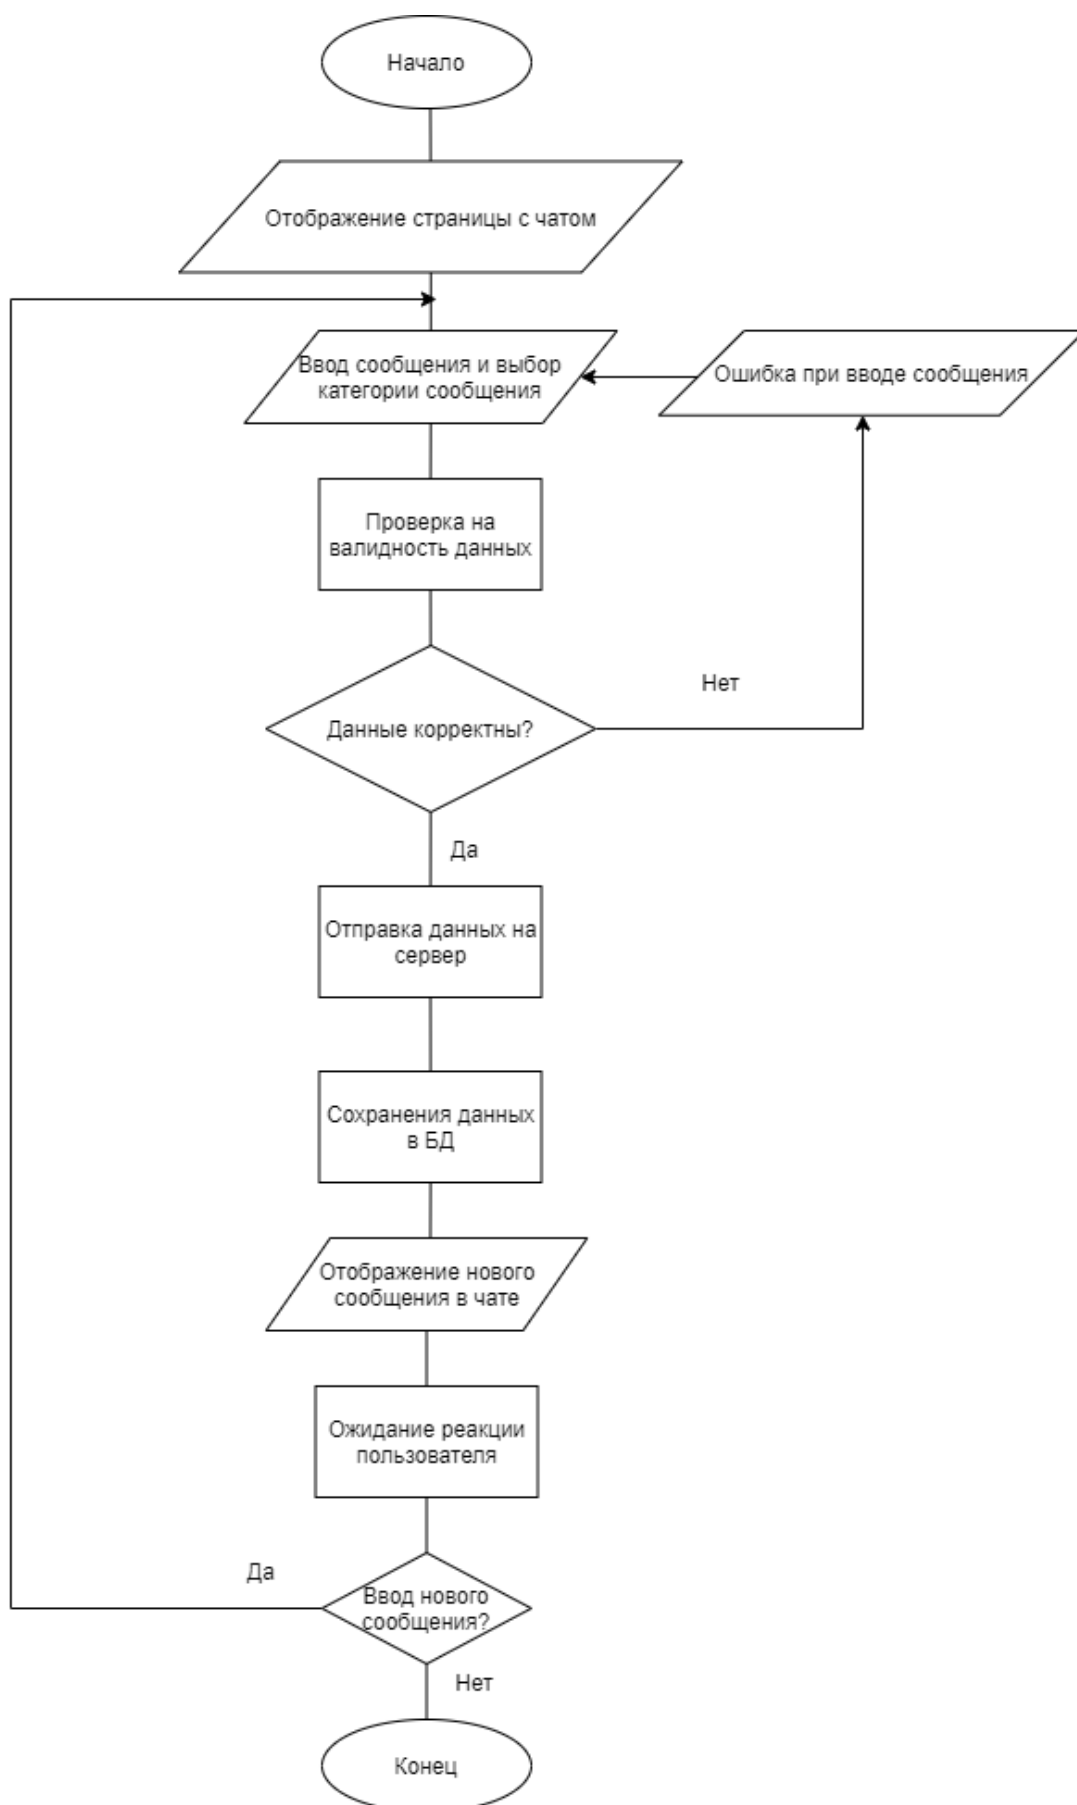 Начало
Отображение страницы с чатом
Ввод сообщения и выбор
категории сообщения
Ошибка при вводе сообщения
Проверка на
валидность данных
Нет
Данные корректны?
Да
Отправка данных на
сервер
Сохранения данных
в БД
Отображение нового
сообщения в чате
Ожидание реакции
пользователя
Да
Ввод нового
сообщения?
Нет
Конец